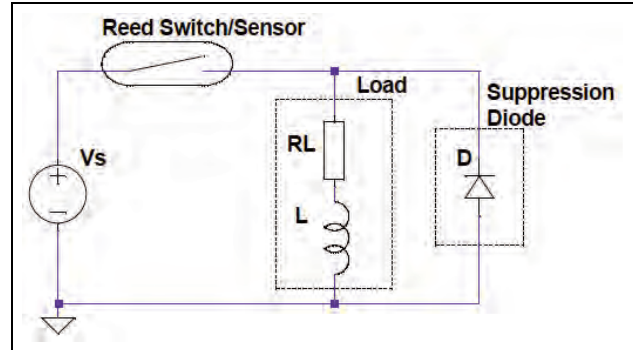 Reed Switch/Sensor
Load
Suppression
Diode
Vs
RL
D
L